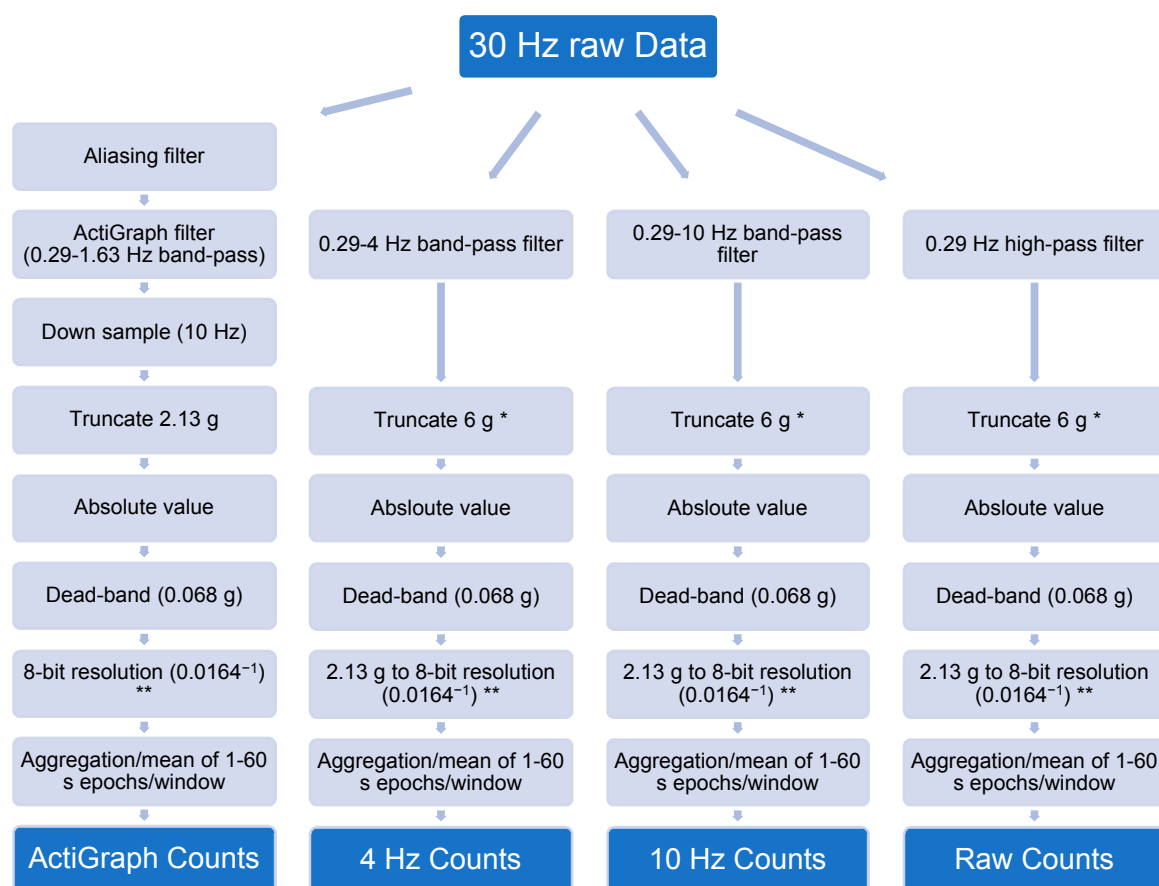 30 Hz raw Data
Aliasing filter
ActiGraph filter
(0.29-1.63 Hz band-pass)
Down sample (10 Hz)
Truncate 2.13 g
Absolute value
Dead-band (0.068 g)
8-bit resolution (0.0164⁻¹)
**
Aggregation/mean of 1-60
s epochs/window
ActiGraph Counts
0.29-4 Hz band-pass filter
Truncate 6 g *
Absloute value
Dead-band (0.068 g)
2.13 g to 8-bit resolution
(0.0164⁻¹) **
Aggregation/mean of 1-60
s epochs/window
4 Hz Counts
0.29-10 Hz band-pass
filter
Truncate 6 g *
Absloute value
Dead-band (0.068 g)
2.13 g to 8-bit resolution
(0.0164⁻¹) **
Aggregation/mean of 1-60
s epochs/window
10 Hz Counts
0.29 Hz high-pass filter
Truncate 6 g *
Absloute value
Dead-band (0.068 g)
2.13 g to 8-bit resolution
(0.0164⁻¹) **
Aggregation/mean of 1-60
s epochs/window
Raw Counts